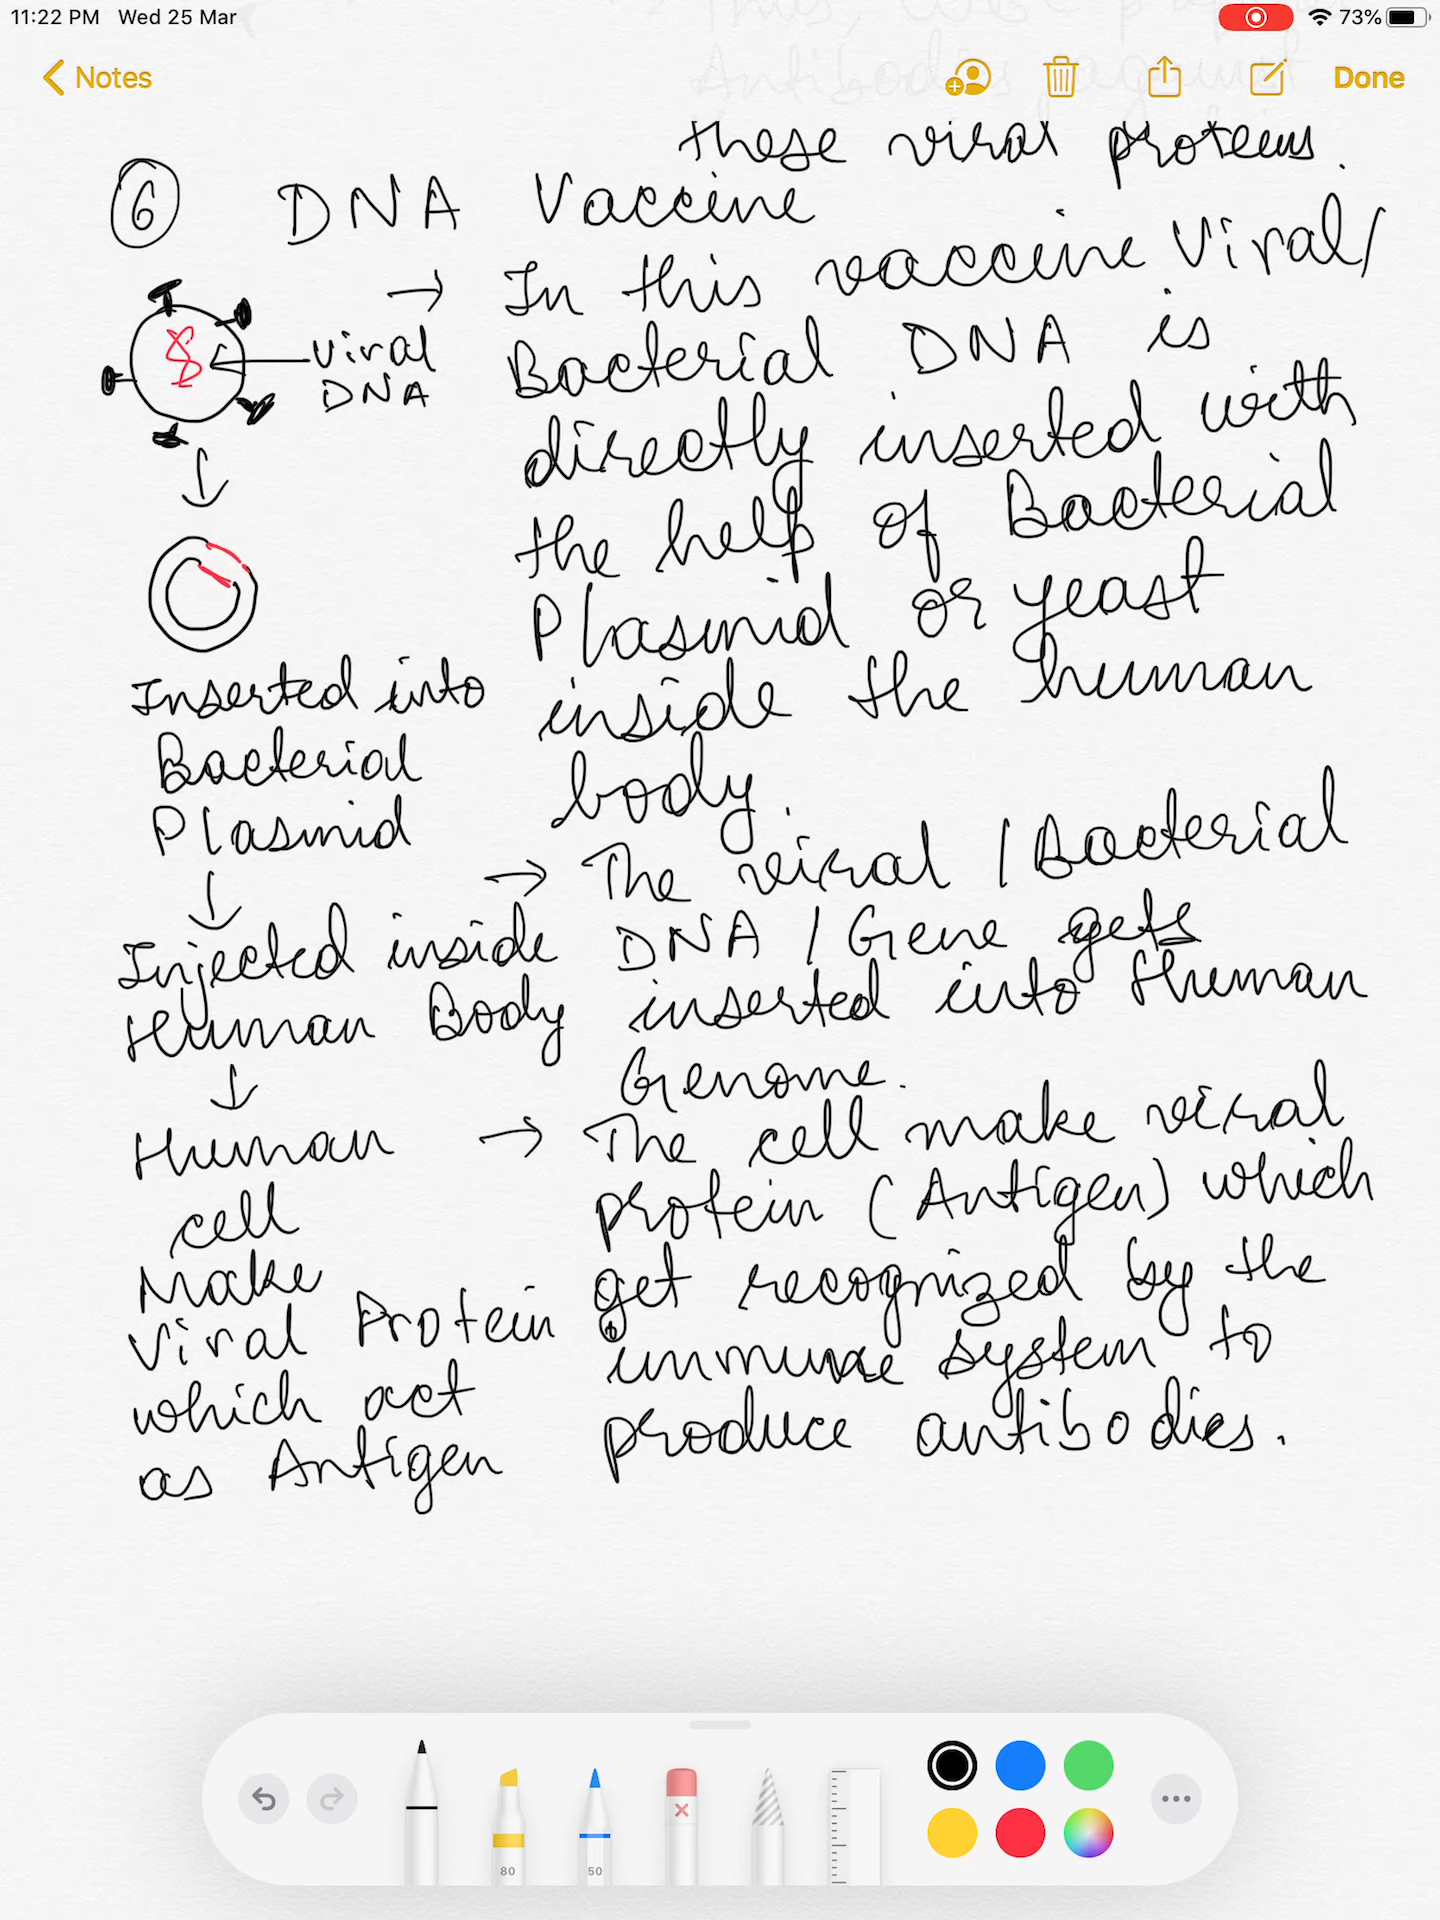 11:22 PM Wed 25 Mar
73%
Notes
Done
Antibodies against
these viral proteins.
6 DNA Vaccine
→ In this vaccine Viral/
Bacterial DNA is
directly inserted with
the help of Bacterial
Plasmid or yeast
inside the human
body.
→ The viral / Bacterial
DNA / Gene gets
inserted into Human
Genome.
→ The cell make viral
protein (Antigen) which
get recognized by the
immune system to
produce antibodies.
viral
DNA
Inserted into
Bacterial
Plasmid
Injected inside
Human Body
Human
cell
Make
Viral Protein
which act
as Antigen
80
50